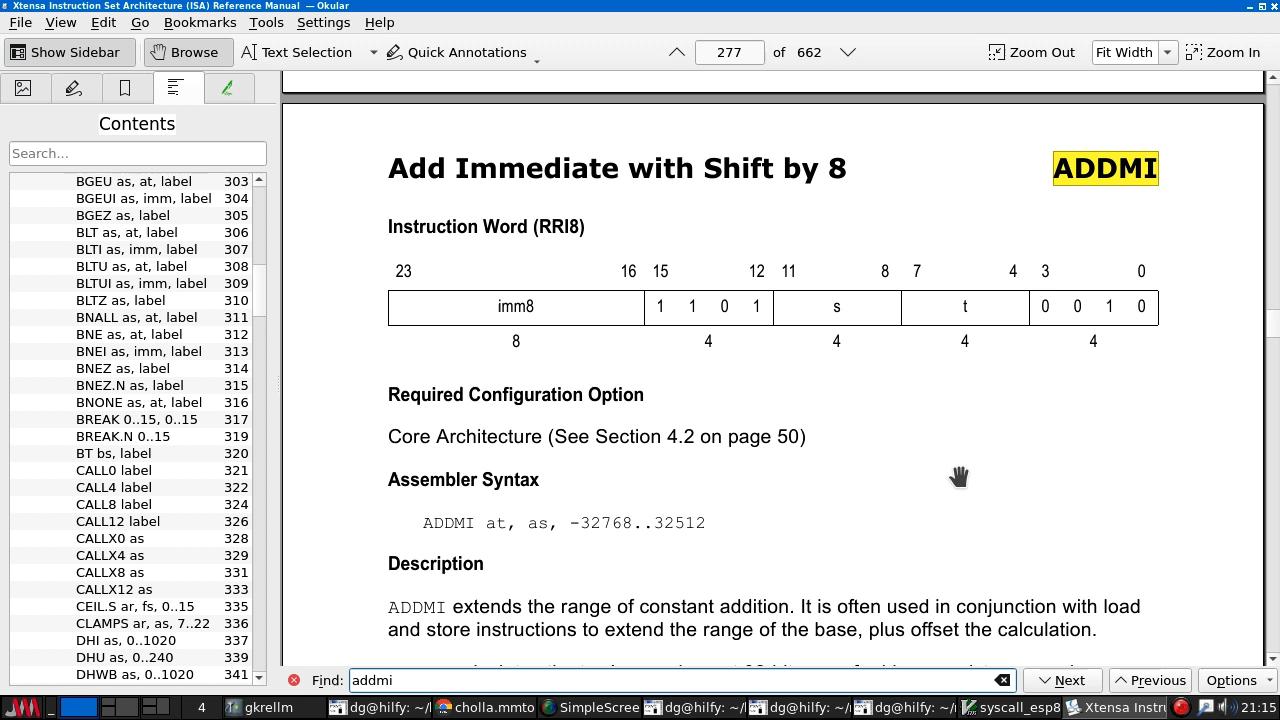 Xtensa Instruction Set Architecture (ISA) Reference Manual — Okular
File View Edit Go Bookmarks Tools Settings Help
Show Sidebar Browse Text Selection Quick Annotations 277 of 662 Zoom Out Fit Width Zoom In
Contents
Search...
BGEU as, at, label 303
BGEUI as, imm, label 304
BGEZ as, label 305
BLT as, at, label 306
BLTI as, imm, label 307
BLTU as, at, label 308
BLTUI as, imm, label 309
BLTZ as, label 310
BNALL as, at, label 311
BNE as, at, label 312
BNEI as, imm, label 313
BNEZ as, label 314
BNEZ.N as, label 315
BNONE as, at, label 316
BREAK 0..15, 0..15 317
BREAK.N 0..15 319
BT bs, label 320
CALL0 label 321
CALL4 label 322
CALL8 label 324
CALL12 label 326
CALLX0 as 328
CALLX4 as 329
CALLX8 as 331
CALLX12 as 333
CEIL.S ar, fs, 0..15 335
CLAMPS ar, as, 7..22 336
DHI as, 0..1020 337
DHU as, 0..240 339
DHWB as, 0..1020 341
Add Immediate with Shift by 8 ADDMI
Instruction Word (RRI8)
23 16 15 12 11 8 7 4 3 0
imm8 1 1 0 1 s t 0 0 1 0
8 4 4 4 4
Required Configuration Option
Core Architecture (See Section 4.2 on page 50)
Assembler Syntax
ADDMI at, as, -32768..32512
Description
ADDMI extends the range of constant addition. It is often used in conjunction with load
and store instructions to extend the range of the base, plus offset the calculation.
Find: addmi Next Previous Options
4 gkrellm dg@hilfy: ~/ cholla.mmto SimpleScree dg@hilfy: ~/ dg@hilfy: ~/ dg@hilfy: ~/ syscall_esp8 Xtensa Instr 21:15